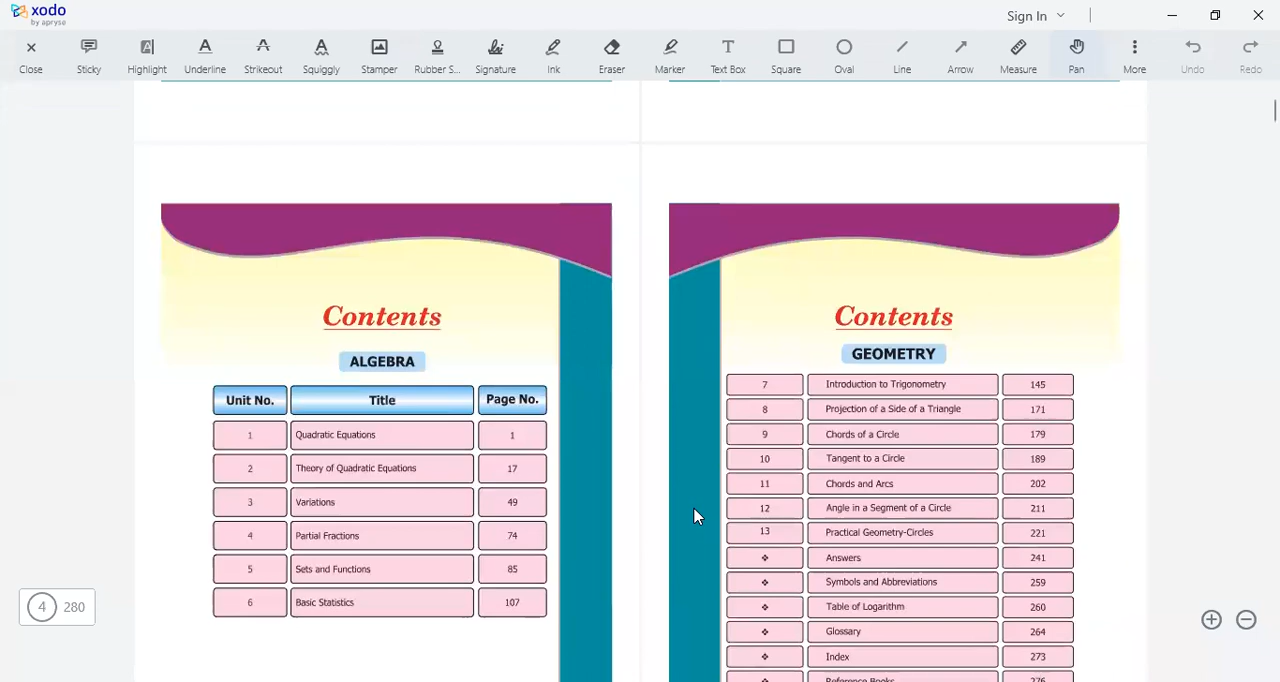 xodo
by apryse
Sign In
Close
Sticky
Highlight
Underline
Strikeout
Squiggly
Stamper
Rubber S...
Signature
Ink
Eraser
Marker
Text Box
Square
Oval
Line
Arrow
Measure
Pan
More
Undo
Redo
Contents
ALGEBRA
Unit No. Title Page No.
1 Quadratic Equations 1
2 Theory of Quadratic Equations 17
3 Variations 49
4 Partial Fractions 74
5 Sets and Functions 85
6 Basic Statistics 107
Contents
GEOMETRY
7 Introduction to Trigonometry 145
8 Projection of a Side of a Triangle 171
9 Chords of a Circle 179
10 Tangent to a Circle 189
11 Chords and Arcs 202
12 Angle in a Segment of a Circle 211
13 Practical Geometry-Circles 221
❖ Answers 241
❖ Symbols and Abbreviations 259
❖ Table of Logarithm 260
❖ Glossary 264
❖ Index 273
❖ Reference Books 276
4 280